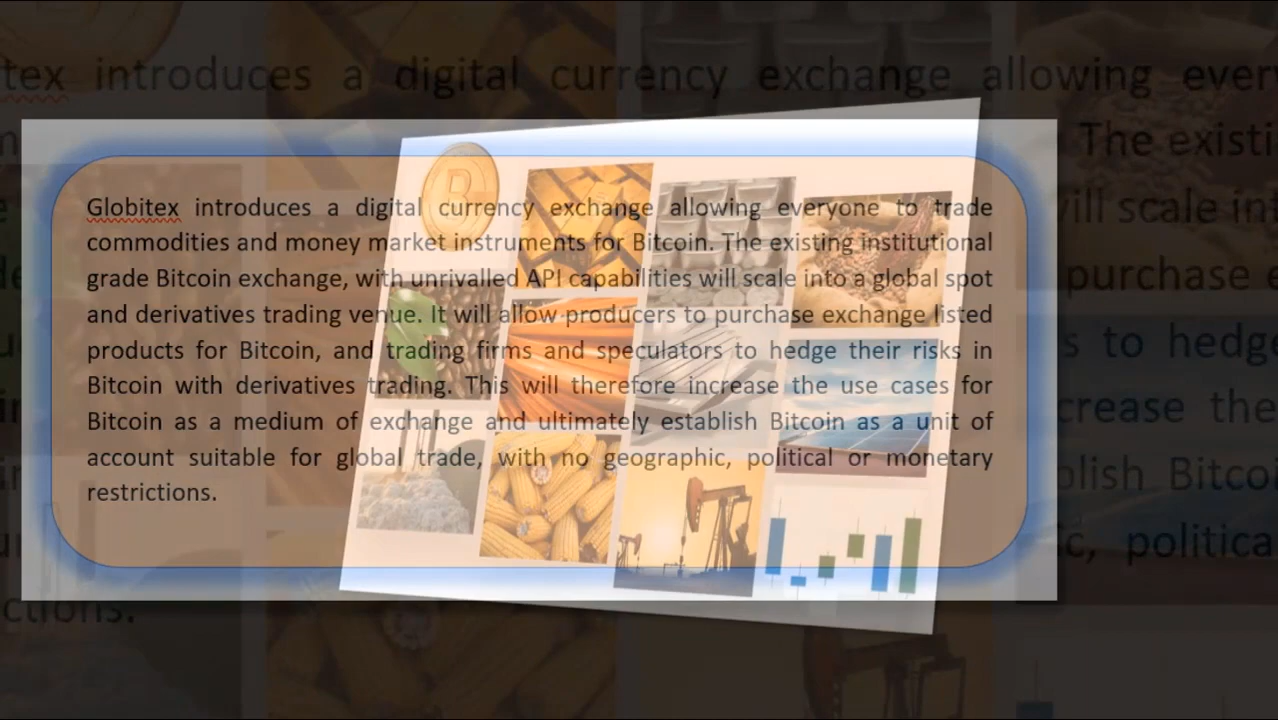 Globitex introduces a digital currency exchange allowing everyone to trade
commodities and money market instruments for Bitcoin. The existing institutional
grade Bitcoin exchange, with unrivalled API capabilities will scale into a global spot
and derivatives trading venue. It will allow producers to purchase exchange listed
products for Bitcoin, and trading firms and speculators to hedge their risks in
Bitcoin with derivatives trading. This will therefore increase the use cases for
Bitcoin as a medium of exchange and ultimately establish Bitcoin as a unit of
account suitable for global trade, with no geographic, political or monetary
restrictions.